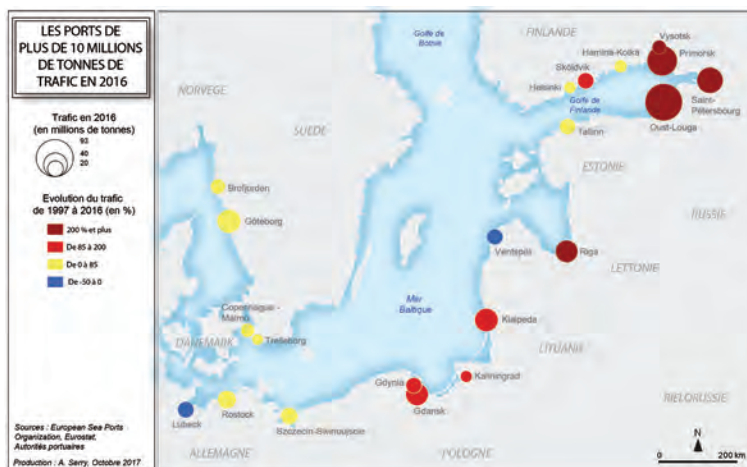 LES PORTS DE
PLUS DE 10 MILLIONS
DE TONNES DE
TRAFIC EN 2016
Trafic en 2016
(en millions de tonnes)
93
40
20
Evolution du trafic
de 1997 à 2016 (en %)
200 % et plus
De 85 à 200
De 0 à 85
De -50 à 0
Sources : European Sea Ports
Organization, Eurostat,
Autorités portuaires
Production : A. Serry, Octobre 2017
Golfe de
Botnie
FINLANDE
Vysotsk
Hamina-Kotka
Primorsk
Sköldvik
NORVEGE
Helsinki
Golfe de
Finlande
Saint-
Pétersbourg
SUEDE
Oust-Louga
Tallinn
ESTONIE
Brofjorden
RUSSIE
Göteborg
Ventspils
Riga
LETTONIE
Mer
Baltique
Copenhague -
Malmö
Klaipeda
DANEMARK
Trelleborg
LITUANIE
Kaliningrad
Gdynia
BIELORUSSIE
Gdansk
Rostock
Lübeck
Szczecin-Swinoujscie
N
ALLEMAGNE
POLOGNE
0
200 km